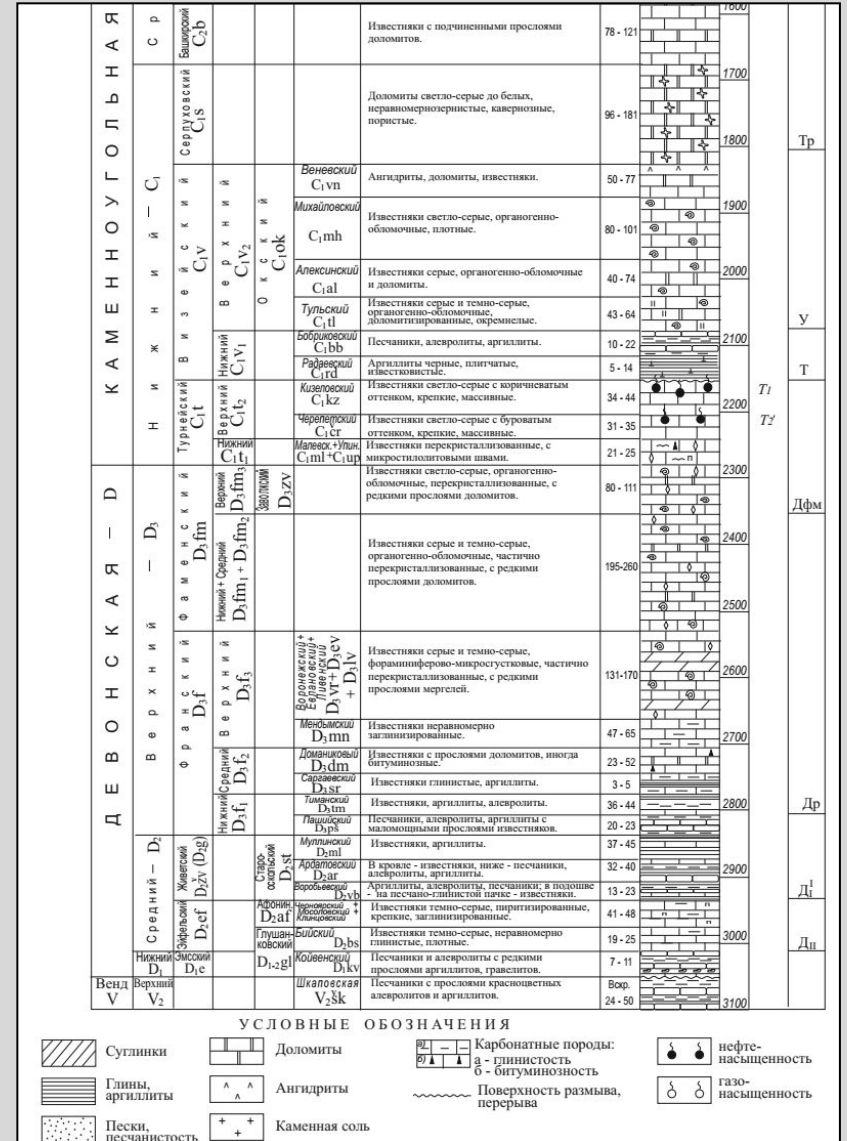 КАМЕННОУГОЛЬНАЯ
Ср
Башкирский
C₂b
Известняки с подчиненными прослоями
доломитов.
78 - 121
1600
Нижний – C₁
Серпуховский
C₁s
Доломиты светло-серые до белых,
неравномернозернистые, кавернозные,
пористые.
96 - 181
1700
1800
Тр
Визейский
C₁v
Верхний
C₁v₂
Окский
C₁ok
Веневский
C₁vn
Ангидриты, доломиты, известняки.
50 - 77
Михайловский
C₁mh
Известняки светло-серые, органогенно-
обломочные, плотные.
80 - 101
1900
Алексинский
C₁al
Известняки серые, органогенно-обломочные
и доломиты.
40 - 74
2000
Тульский
C₁tl
Известняки серые и темно-серые,
органогенно-обломочные,
доломитизированные, окремнелые.
43 - 64
У
Нижний
C₁v₁
Бобриковский
C₁bb
Песчаники, алевролиты, аргиллиты.
10 - 22
2100
Радаевский
C₁rd
Аргиллиты черные, плитчатые,
известковистые.
5 - 14
Т
Турнейский
C₁t
Верхний
C₁t₂
Кизеловский
C₁kz
Известняки светло-серые с коричневатым
оттенком, крепкие, массивные.
34 - 44
2200
T₁
Черепетский
C₁čr
Известняки светло-серые с буроватым
оттенком, крепкие, массивные.
31 - 35
T₂'
Нижний
C₁t₁
Малевск.+Упин.
C₁ml+C₁up
Известняки перекристаллизованные, с
микростилолитовыми швами.
21 - 25
ДЕВОНСКАЯ – D
Верхний – D₃
Фаменский
D₃fm
Верхний
D₃fm₃
Заволжский
D₃zv
Известняки светло-серые, органогенно-
обломочные, перекристаллизованные, с
редкими прослоями доломитов.
80 - 111
2300
Дфм
Нижний + Средний
D₃fm₁ + D₃fm₂
Известняки серые и темно-серые,
органогенно-обломочные, частично
перекристаллизованные, с редкими
прослоями доломитов.
195-260
2400
2500
Франский
D₃f
Верхний
D₃f₃
Воронежский+
Евлановский+
Ливенский
D₃vr+D₃ev
+ D₃lv
Известняки серые и темно-серые,
фораминиферово-микрогустковые, частично
перекристаллизованные, с редкими
прослоями мергелей.
131-170
2600
Мендымский
D₃mn
Известняки неравномерно
заглинизированные.
47 - 65
2700
Средний
D₃f₂
Доманиковый
D₃dm
Известняки с прослоями доломитов, иногда
битуминозные.
23 - 52
Саргаевский
D₃sr
Известняки глинистые, аргиллиты.
3 - 5
Нижний
D₃f₁
Тиманский
D₃tm
Известняки, аргиллиты, алевролиты.
36 - 44
2800
Др
Пашийский
D₃pš
Песчаники, алевролиты, аргиллиты с
маломощными прослоями известняков.
20 - 23
Средний – D₂
Живетский
D₂žv (D₂g)
Старо-
оскольский
D₂st
Муллинский
D₂ml
Известняки, аргиллиты.
37 - 45
Ардатовский
D₂ar
В кровле - известняки, ниже - песчаники,
алевролиты, аргиллиты.
32 - 40
2900
Воробьевский
D₂vb
Аргиллиты, алевролиты, песчаники; в подошве
- на песчано-глинистой пачке - известняки.
13 - 23
ДI I
Эйфельский
D₂ef
Афонин.
D₂af
Черноярский +
Мосоловский +
Клинцовский
Известняки темно-серые, пиритизированные,
крепкие, заглинизированные.
41 - 48
Глушан-
ковский
D₁₋₂gl
Бийский
D₂bs
Известняки темно-серые, неравномерно
глинистые, плотные.
19 - 25
3000
ДII
Нижний
D₁
Эмсский
D₁e
Койвенский
D₁kv
Песчаники и алевролиты с редкими
прослоями аргиллитов, гравелитов.
7 - 11
Венд
V
Верхний
V₂
Шкаповская
V₂šk
Песчаники с прослоями красноцветных
алевролитов и аргиллитов.
Вскр.
24 - 50
3100
УСЛОВНЫЕ ОБОЗНАЧЕНИЯ
Суглинки
Доломиты
а) б)
Карбонатные породы:
а - глинистость
б - битуминозность
нефте-
насыщенность
Глины,
аргиллиты
Ангидриты
Поверхность размыва,
перерыва
газо-
насыщенность
Пески,
песчанистость
Каменная соль